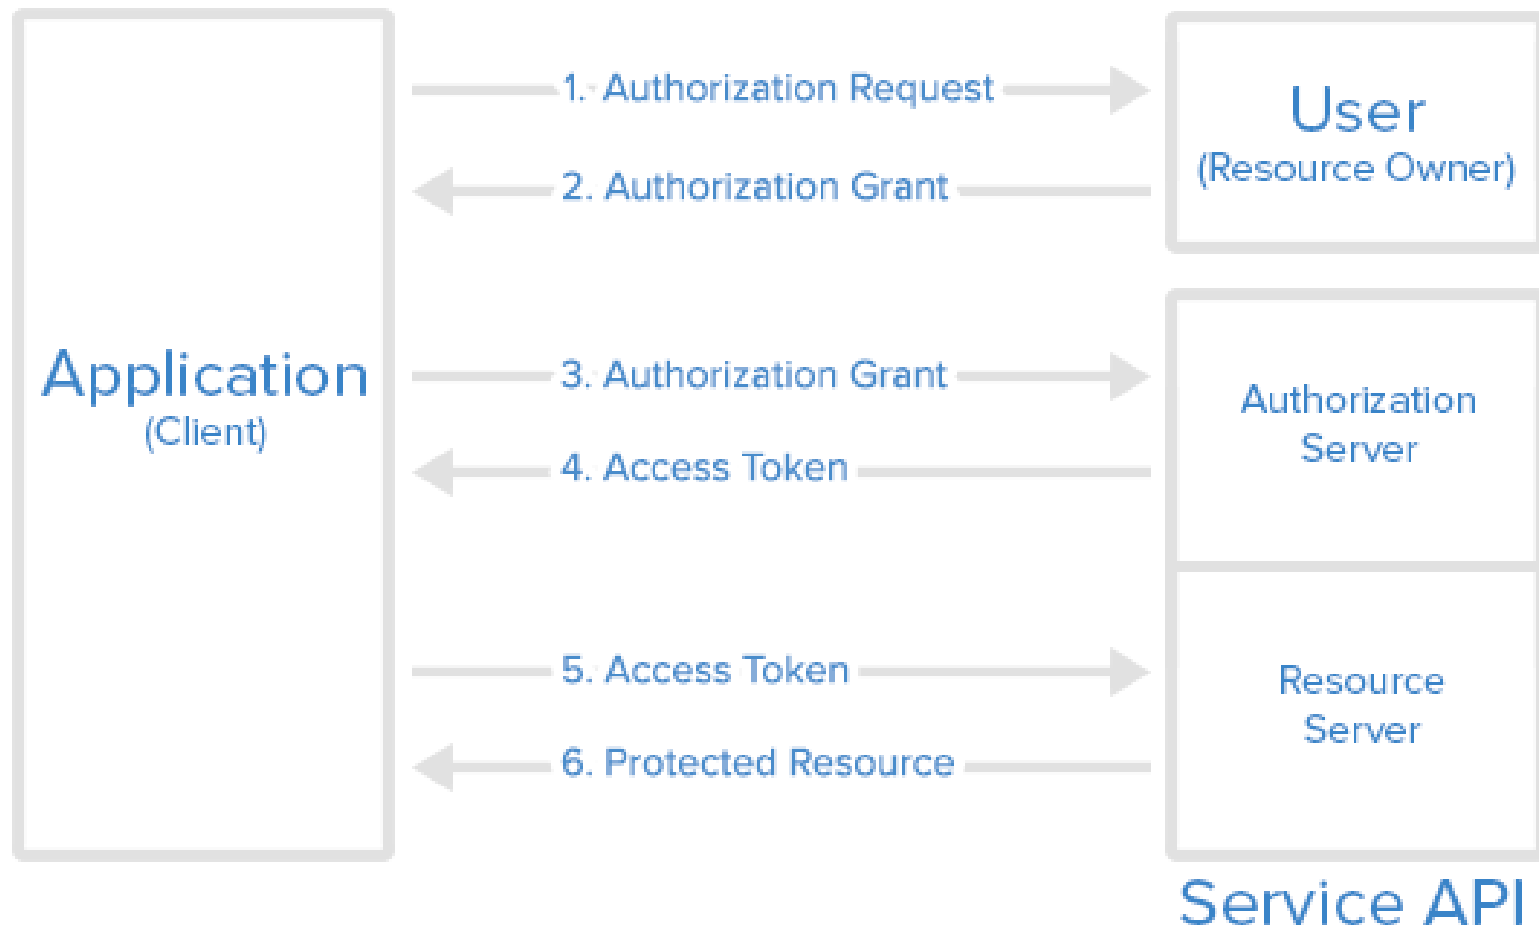 1. Authorization Request
User
(Resource Owner)
2. Authorization Grant
Application
(Client)
3. Authorization Grant
Authorization
Server
4. Access Token
5. Access Token
Resource
Server
6. Protected Resource
Service API